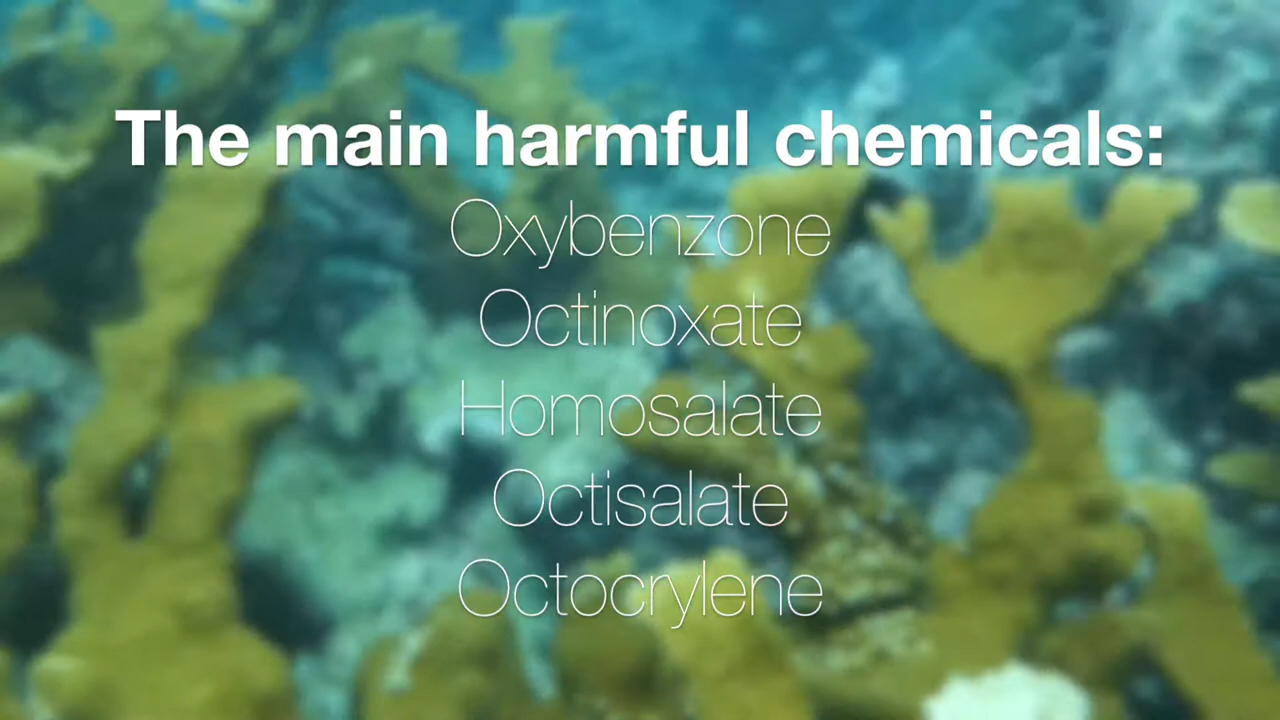 The main harmful chemicals:
Oxybenzone
Octinoxate
Homosalate
Octisalate
Octocrylene